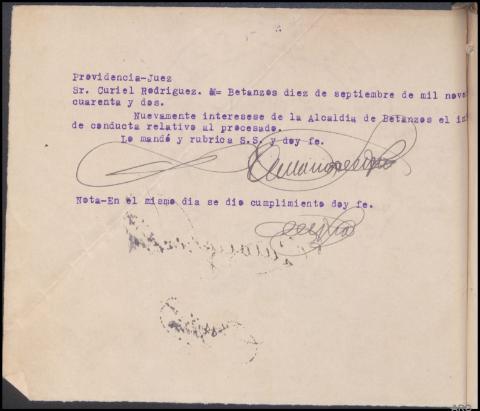 Providencia-Juez
Sr. Curiel Rodriguez. = Betanzos diez de septiembre de mil nove
cuarenta y dos.
Nuevamente interesese de la Alcaldia de Betanzos el
de conducta relativo al procesado.
Lo mandó y rubrica S.S. y doy fe.
Nota-En el mismo dia se dio cumplimiento doy fe.